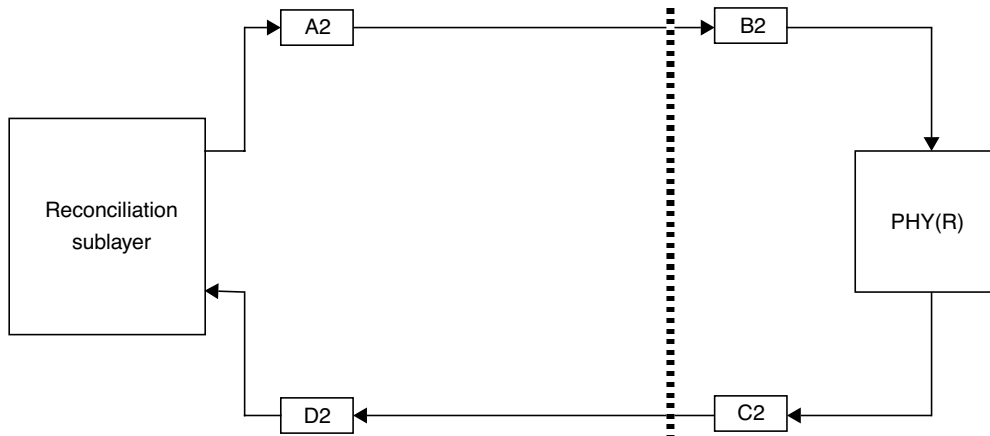 A2
B2
Reconciliation
sublayer
PHY(R)
D2
C2